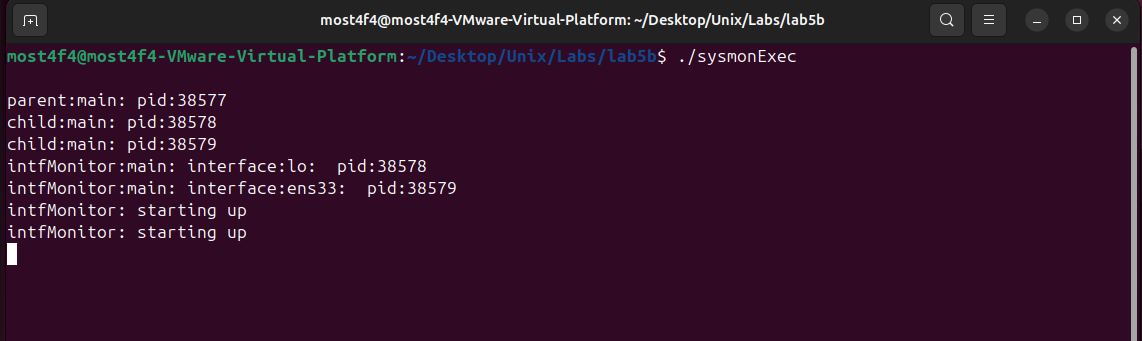 most4f4@most4f4-VMware-Virtual-Platform: ~/Desktop/Unix/Labs/lab5b
most4f4@most4f4-VMware-Virtual-Platform:~/Desktop/Unix/Labs/lab5b$ ./sysmonExec
parent:main: pid:38577
child:main: pid:38578
child:main: pid:38579
intfMonitor:main: interface:lo:  pid:38578
intfMonitor:main: interface:ens33:  pid:38579
intfMonitor: starting up
intfMonitor: starting up